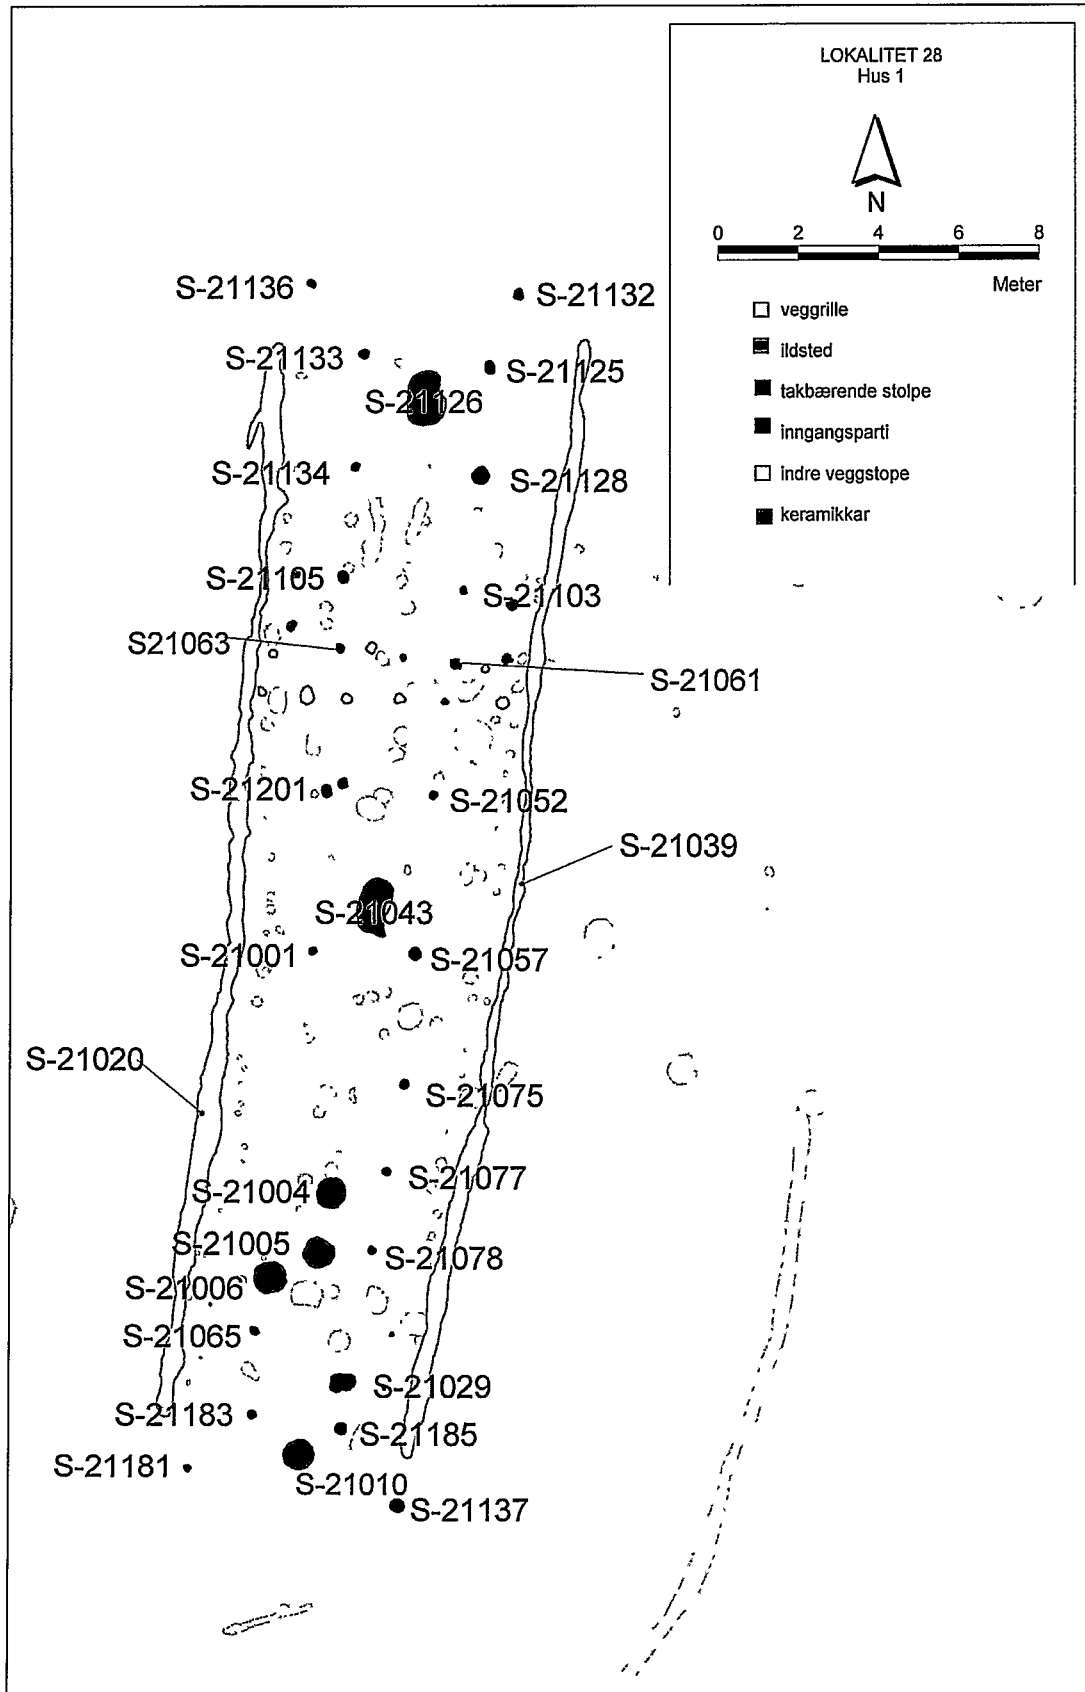 LOKALITET 28
Hus 1
N
0 2 4 6 8
Meter
veggrille
ildsted
takbærende stolpe
inngangsparti
indre veggstope
keramikkar
S-21136
S-21132
S-21133
S-21125
S-21126
S-21134
S-21128
S-21105
S-21103
S21063
S-21061
S-21201
S-21052
S-21039
S-21043
S-21001
S-21057
S-21020
S-21075
S-21077
S-21004
S-21005
S-21078
S-21006
S-21065
S-21029
S-21183
S-21185
S-21181
S-21010
S-21137